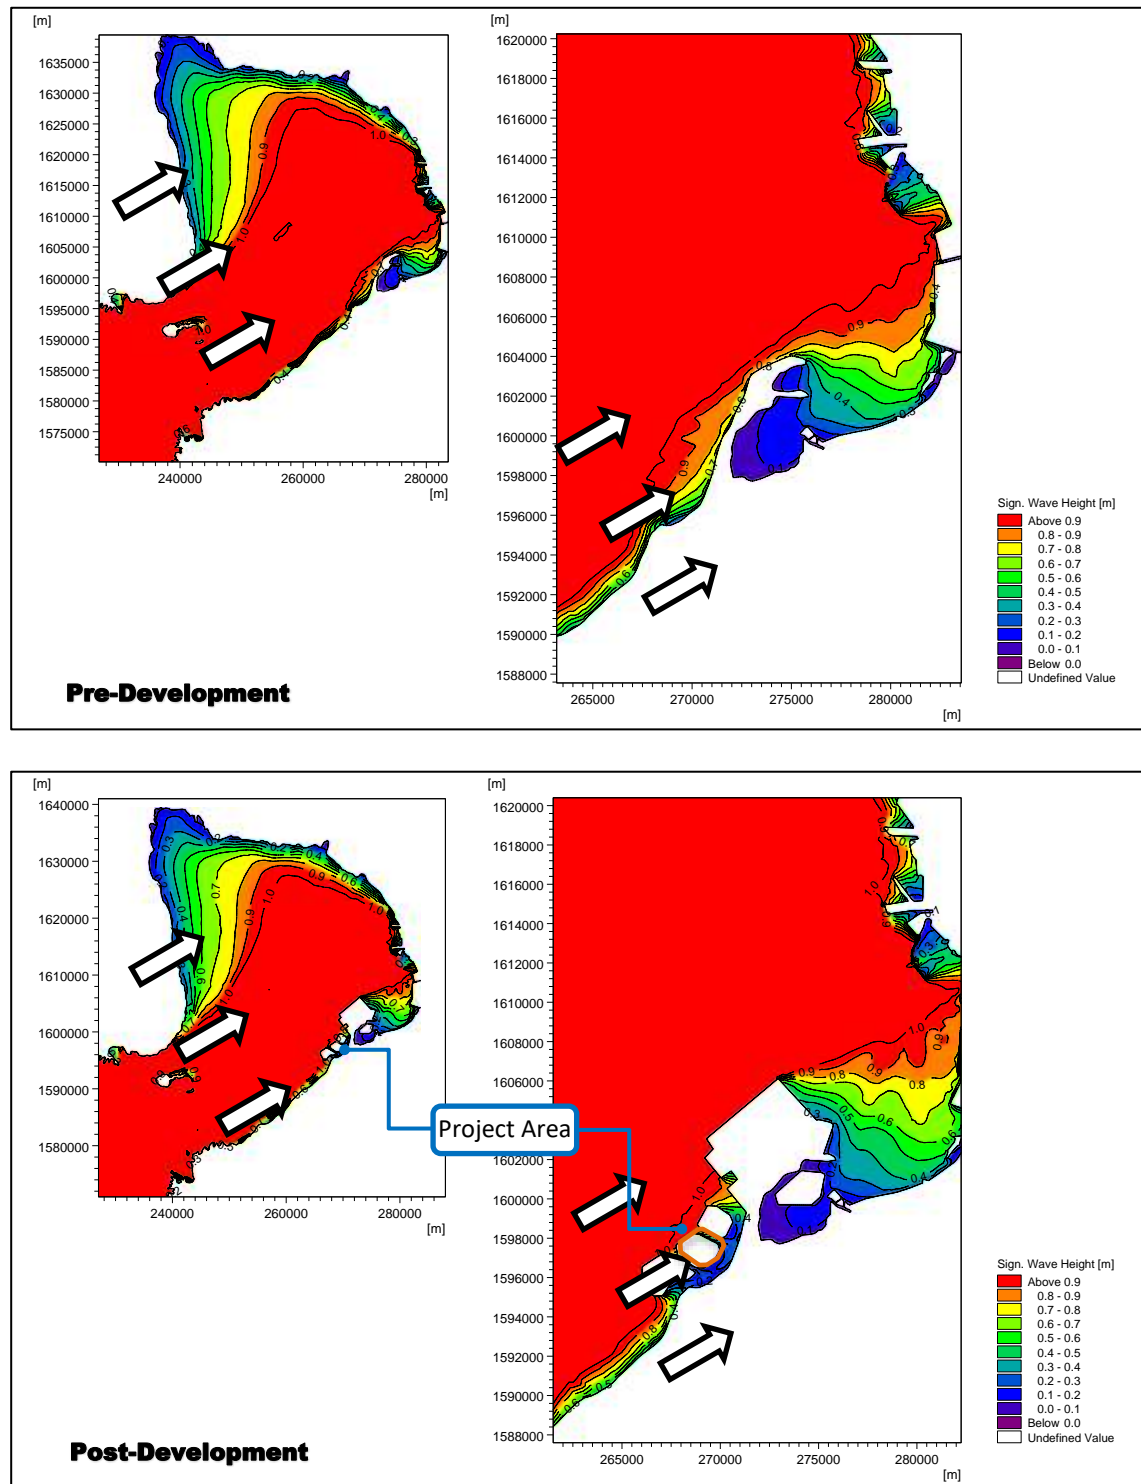 [m]
[m]
1635000
1630000
1625000
1620000
1615000
1610000
1605000
1600000
1595000
1590000
1585000
1580000
1575000
240000 260000 280000
[m]
1620000
1618000
1616000
1614000
1612000
1610000
1608000
1606000
1604000
1602000
1600000
1598000
1596000
1594000
1592000
1590000
1588000
265000 270000 275000 280000
[m]
Sign. Wave Height [m]
Above 0.9
0.8 - 0.9
0.7 - 0.8
0.6 - 0.7
0.5 - 0.6
0.4 - 0.5
0.3 - 0.4
0.2 - 0.3
0.1 - 0.2
0.0 - 0.1
Below 0.0
Undefined Value
Pre-Development
[m]
[m]
1640000
1630000
1620000
1610000
1600000
1590000
1580000
240000 260000 280000
[m]
Project Area
1620000
1618000
1616000
1614000
1612000
1610000
1608000
1606000
1602000
1600000
1598000
1596000
1594000
1592000
1590000
1588000
265000 270000 275000 280000
[m]
Sign. Wave Height [m]
Above 0.9
0.8 - 0.9
0.7 - 0.8
0.6 - 0.7
0.5 - 0.6
0.4 - 0.5
0.3 - 0.4
0.2 - 0.3
0.1 - 0.2
0.0 - 0.1
Below 0.0
Undefined Value
Post-Development